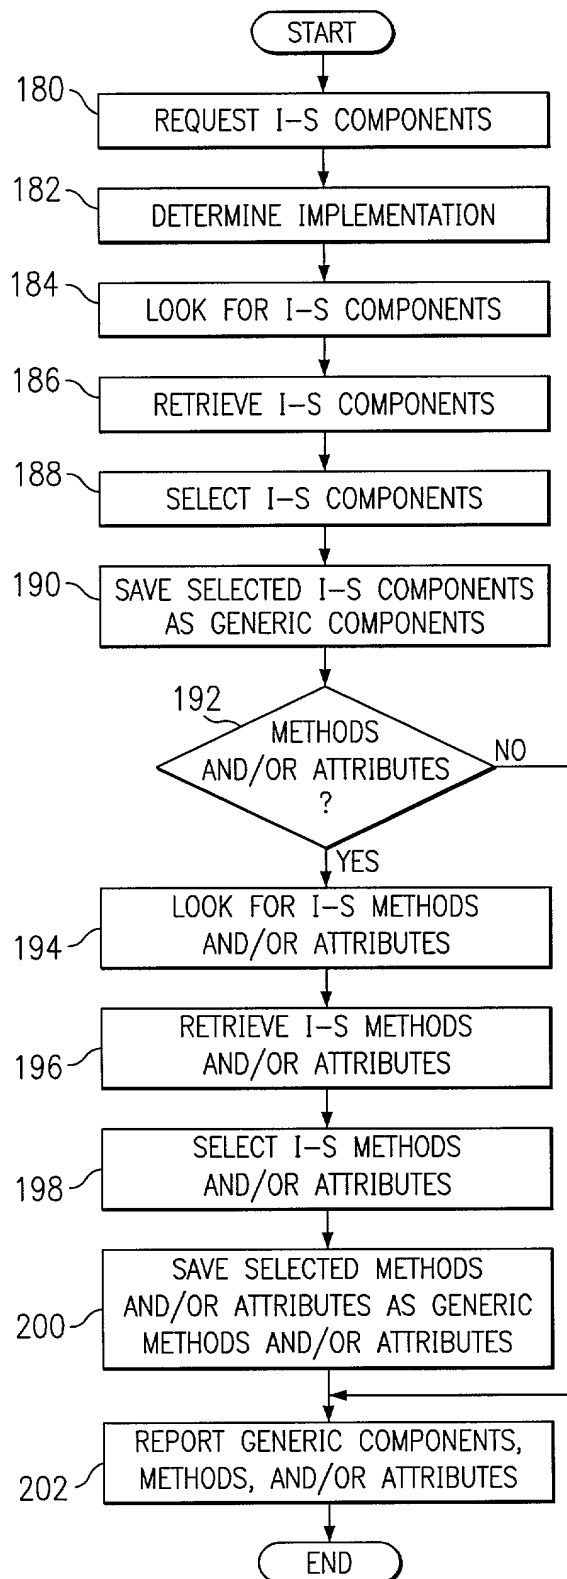 START
180
REQUEST I-S COMPONENTS
182
DETERMINE IMPLEMENTATION
184
LOOK FOR I-S COMPONENTS
186
RETRIEVE I-S COMPONENTS
188
SELECT I-S COMPONENTS
190
SAVE SELECTED I-S COMPONENTS
AS GENERIC COMPONENTS
192
METHODS
AND/OR ATTRIBUTES
?
NO
YES
194
LOOK FOR I-S METHODS
AND/OR ATTRIBUTES
196
RETRIEVE I-S METHODS
AND/OR ATTRIBUTES
198
SELECT I-S METHODS
AND/OR ATTRIBUTES
200
SAVE SELECTED METHODS
AND/OR ATTRIBUTES AS GENERIC
METHODS AND/OR ATTRIBUTES
202
REPORT GENERIC COMPONENTS,
METHODS, AND/OR ATTRIBUTES
END